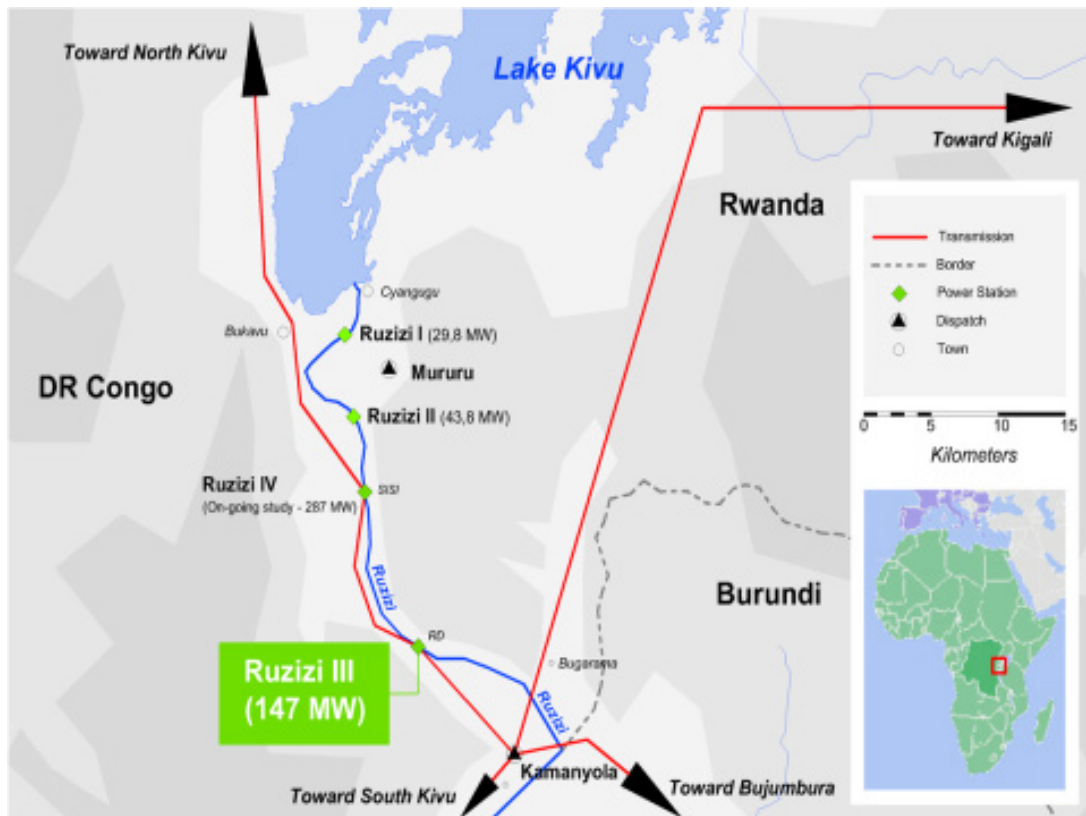 Toward North Kivu
Lake Kivu
Toward Kigali
Rwanda
Transmission
Border
Power Station
Dispatch
Town
0 5 10 15
Kilometers
Cyangugu
Bukavu
Ruzizi I (29,8 MW)
Mururu
DR Congo
Ruzizi II (43,8 MW)
Ruzizi IV
(On-going study - 287 MW)
SISI
Ruzizi
Burundi
RD
Ruzizi III
(147 MW)
Bugarama
Ruzizi
Kamanyola
Toward South Kivu
Toward Bujumbura